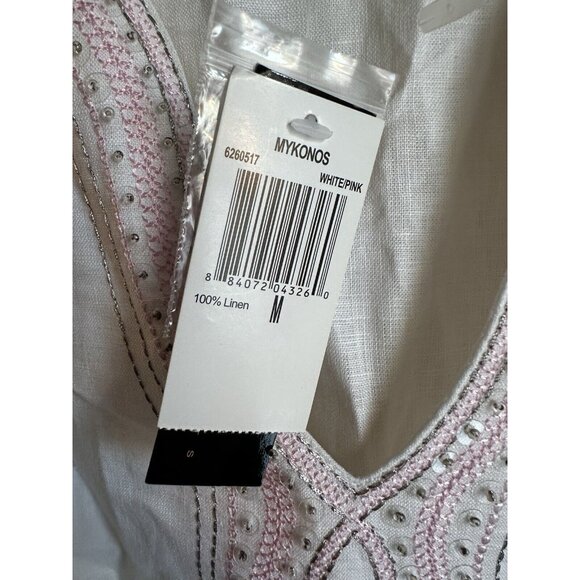 MYKONOS
6260517
WHITE/PINK
8 84072 04326 0
100% Linen
M
S